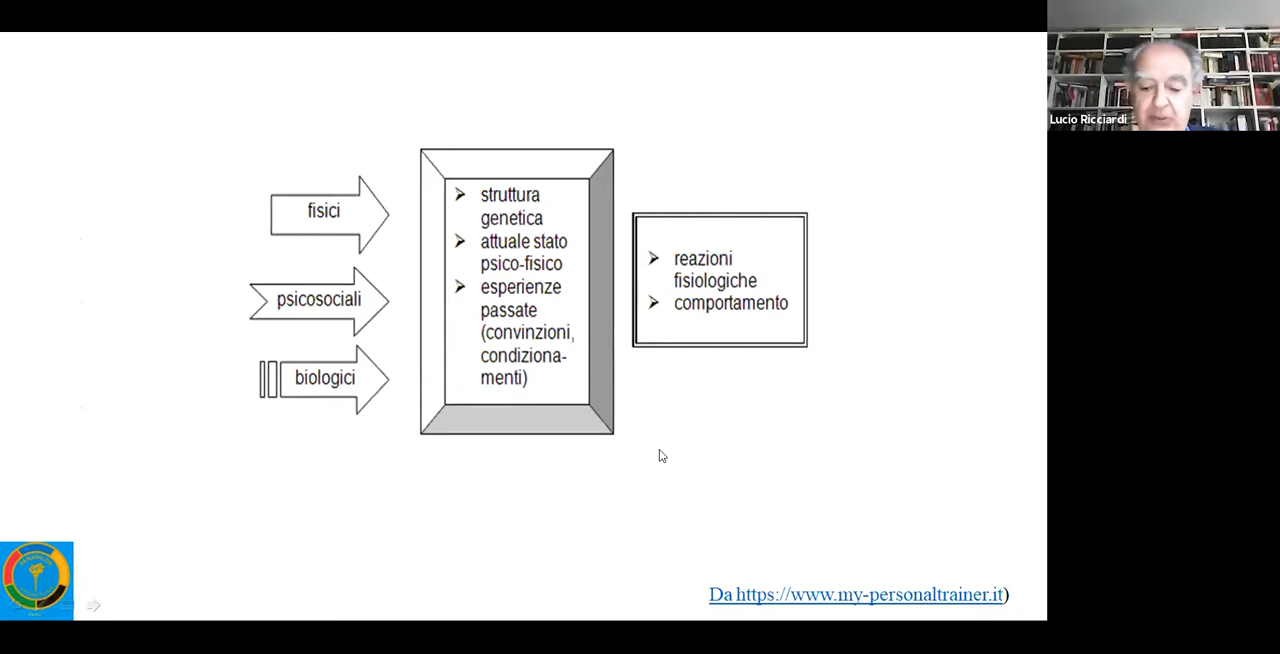 Lucio Ricciardi
fisici
psicosociali
biologici
struttura
genetica
attuale stato
psico-fisico
esperienze
passate
(convinzioni,
condiziona-
menti)
reazioni
fisiologiche
comportamento
Da https://www.my-personaltrainer.it)